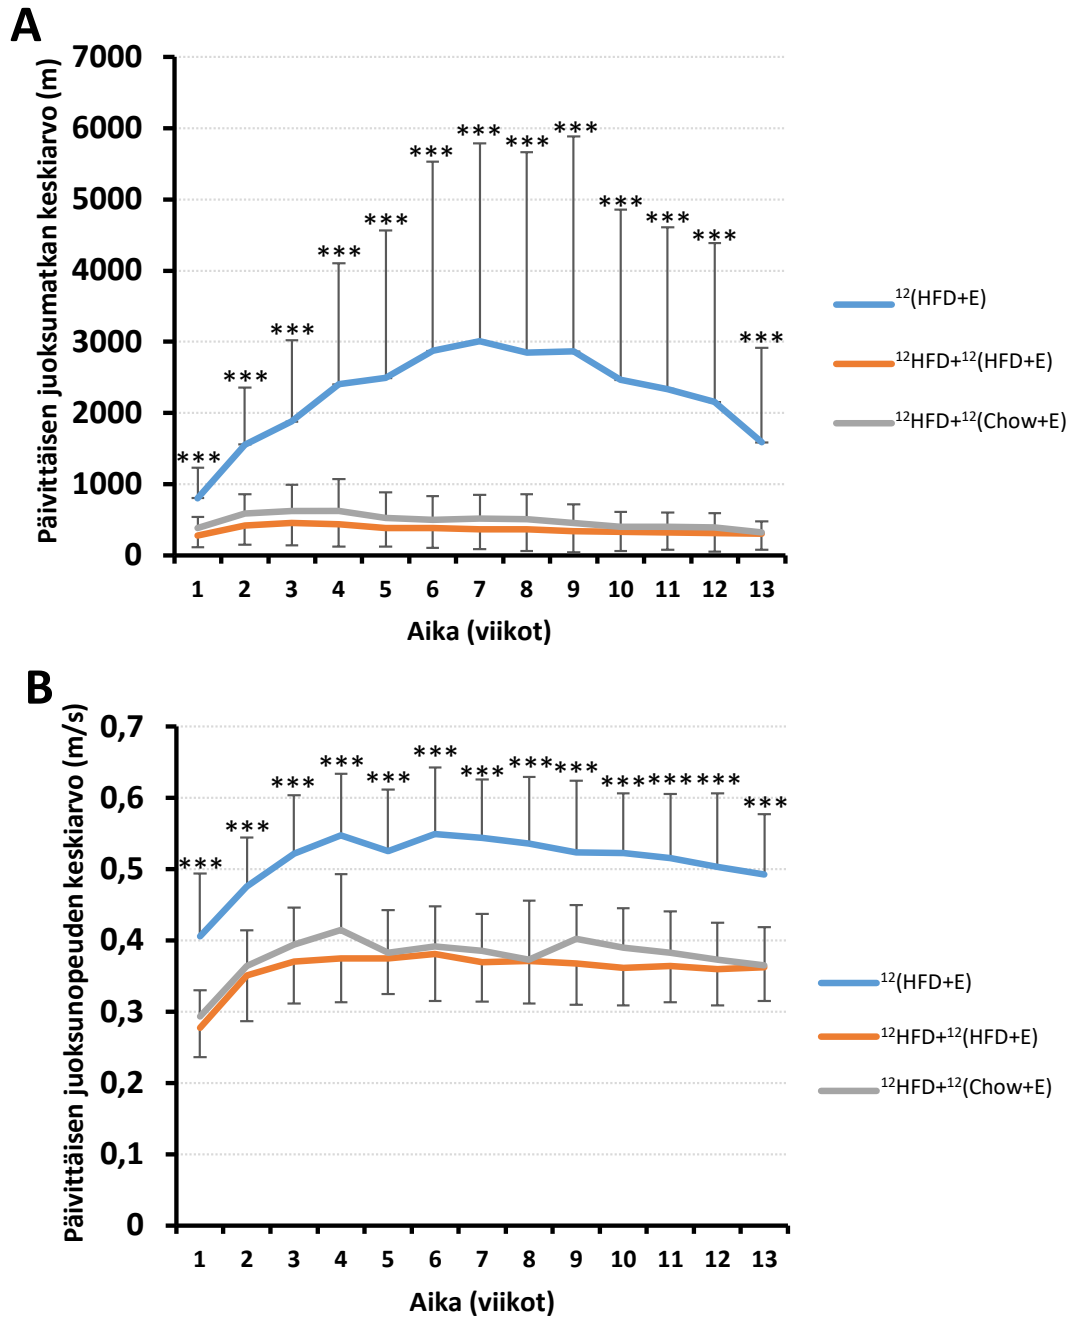 A
Päivittäisen juoksumatkan keskiarvo (m)
7000
6000
5000
4000
3000
2000
1000
0
*** *** *** *** *** *** *** *** *** *** *** *** ***
1 2 3 4 5 6 7 8 9 10 11 12 13
Aika (viikot)
¹²(HFD+E)
¹²HFD+¹²(HFD+E)
¹²HFD+¹²(Chow+E)
B
Päivittäisen juoksunopeuden keskiarvo (m/s)
0,7
0,6
0,5
0,4
0,3
0,2
0,1
0
*** *** *** *** *** *** *** *** *** *** *** *** ***
1 2 3 4 5 6 7 8 9 10 11 12 13
Aika (viikot)
¹²(HFD+E)
¹²HFD+¹²(HFD+E)
¹²HFD+¹²(Chow+E)